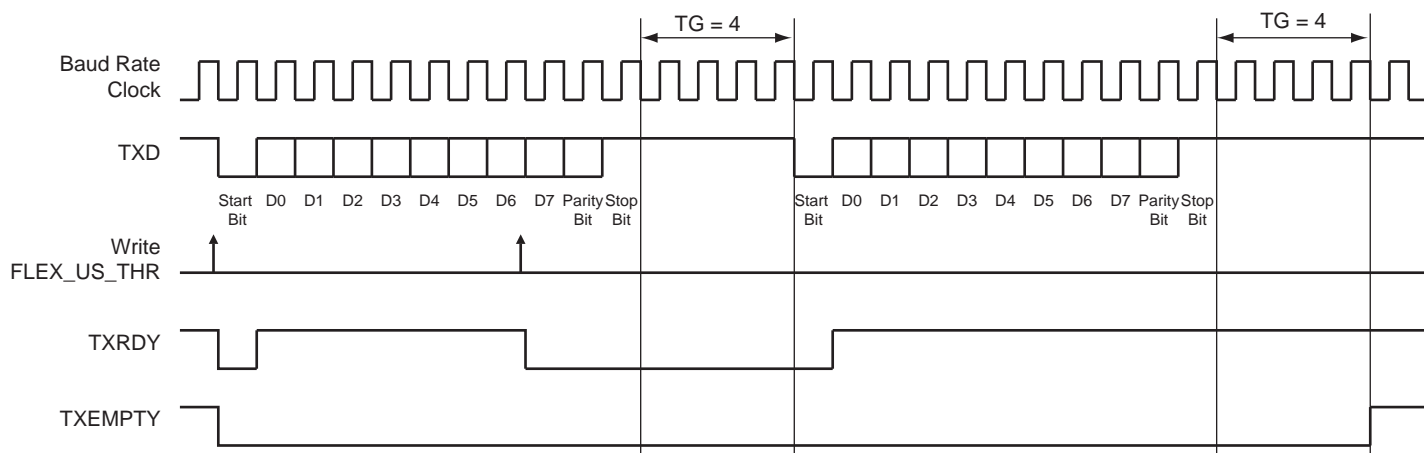 TG = 4
TG = 4
Baud Rate
Clock
TXD
Start
Bit
D0
D1
D2
D3
D4
D5
D6
D7
Parity
Bit
Stop
Bit
Start
Bit
D0
D1
D2
D3
D4
D5
D6
D7
Parity
Bit
Stop
Bit
Write
FLEX_US_THR
TXRDY
TXEMPTY